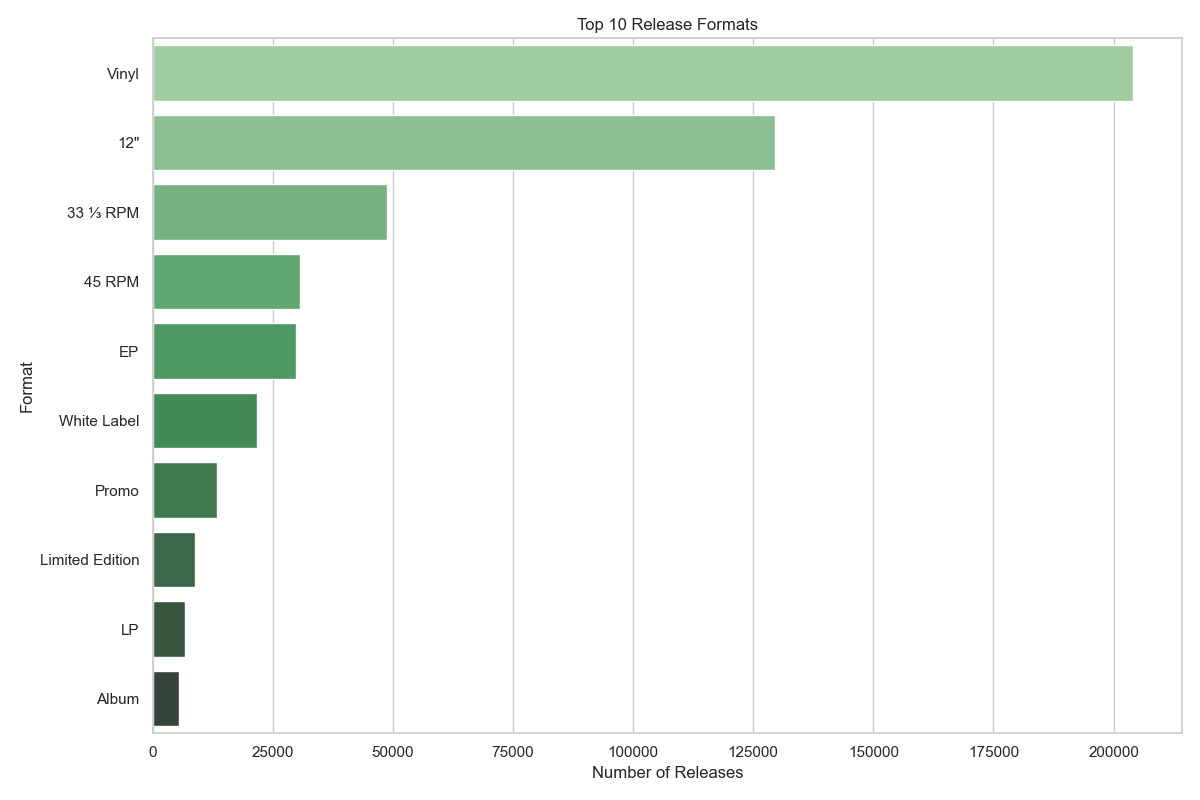 Top 10 Release Formats
Format
Vinyl
12"
33 ⅓ RPM
45 RPM
EP
White Label
Promo
Limited Edition
LP
Album
0 25000 50000 75000 100000 125000 150000 175000 200000
Number of Releases